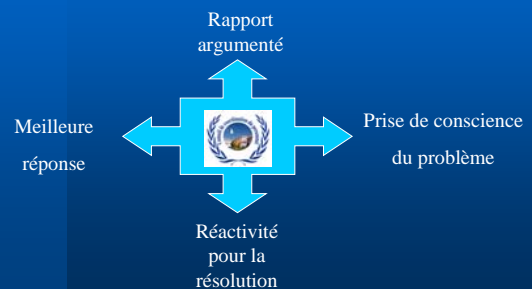 Rapport
argumenté
Meilleure
réponse
Prise de conscience
du problème
Réactivité
pour la
résolution